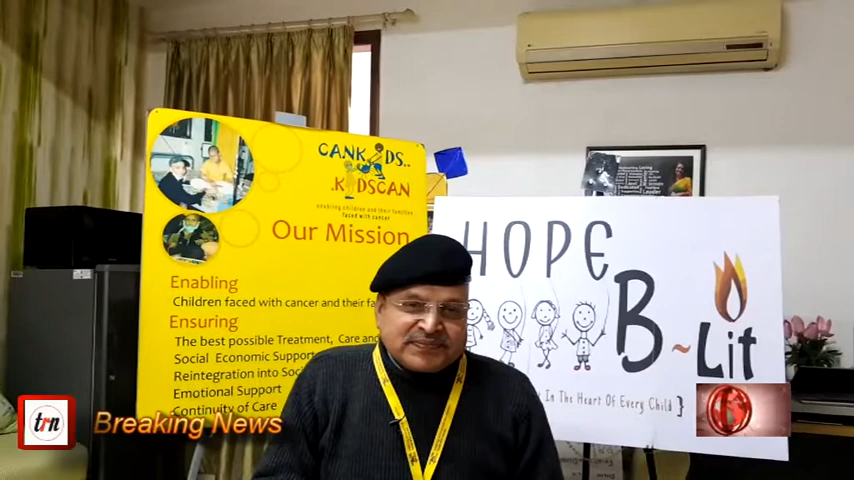 CANKIDS..
KIDSCAN
enabling children and their families
faced with cancer
Our Mission
Enabling
Children faced with Cancer and their Fa
Ensuring
The best possible Treatment, Care and
Social, Economic Support
Reintegration into Soc
Emotional Support
Continuity of Care
HOPE
B~Lit
In The Heart Of Every Child }
trn
Breaking News
trn